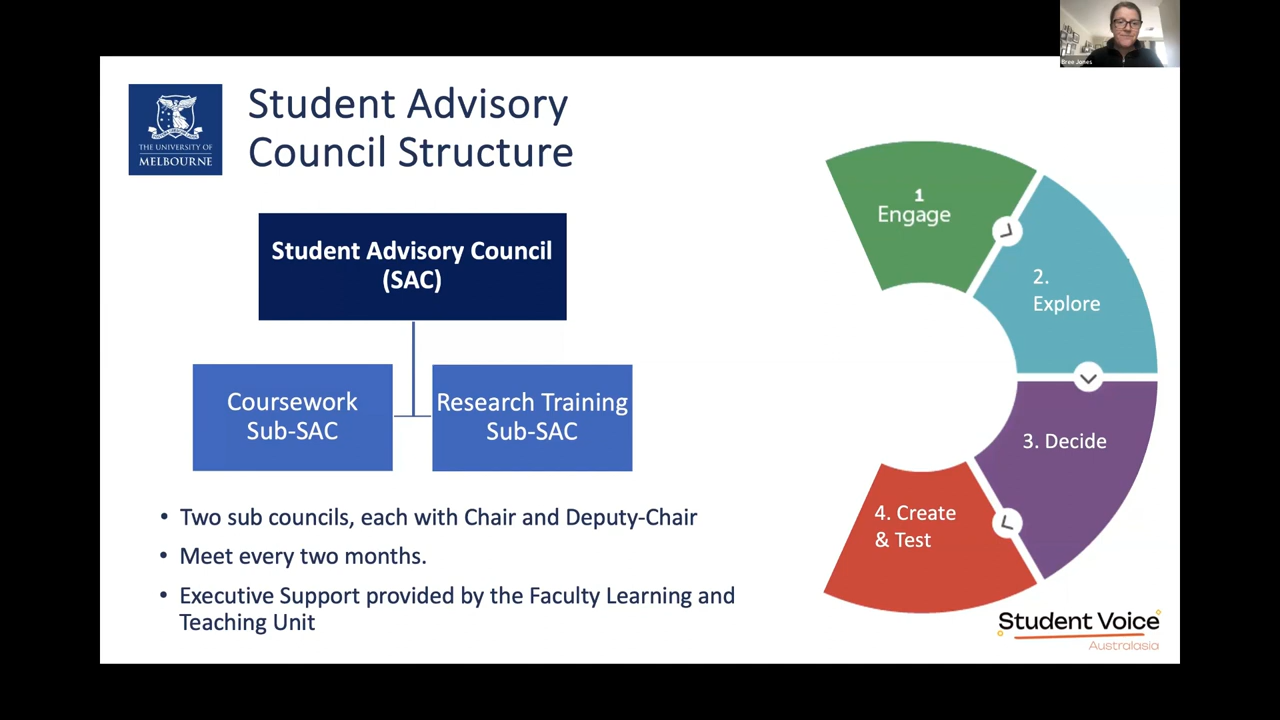 Bree Jones
THE UNIVERSITY OF
MELBOURNE
Student Advisory
Council Structure
Student Advisory Council
(SAC)
Coursework
Sub-SAC
Research Training
Sub-SAC
• Two sub councils, each with Chair and Deputy-Chair
• Meet every two months.
• Executive Support provided by the Faculty Learning and
Teaching Unit
1
Engage
2.
Explore
3. Decide
4. Create
& Test
Student Voice
Australasia